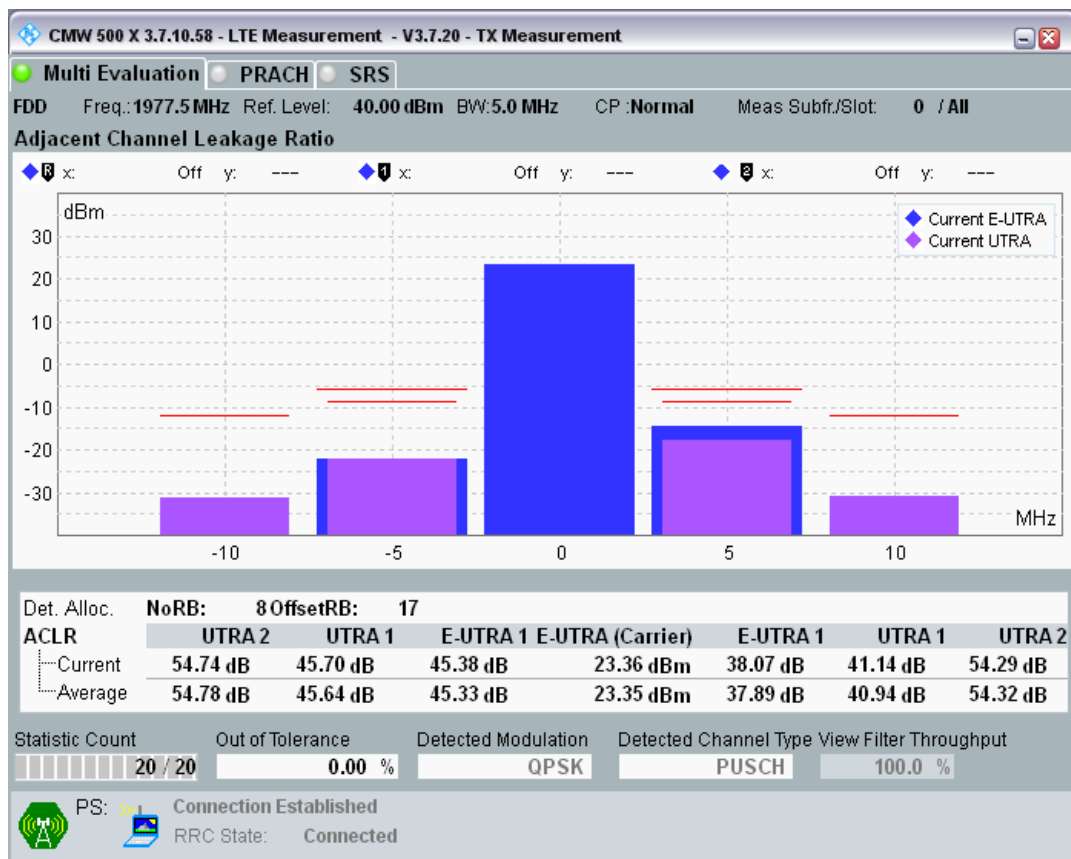 CMW 500 X 3.7.10.58 - LTE Measurement - V3.7.20 - TX Measurement
Multi Evaluation PRACH SRS
FDD Freq.:1977.5 MHz Ref. Level: 40.00 dBm BW:5.0 MHz CP :Normal Meas Subfr./Slot: 0 / All
Adjacent Channel Leakage Ratio
R x: Off y: --- 1 x: Off y: --- 2 x: Off y: ---
dBm
Current E-UTRA
Current UTRA
30
20
10
0
-10
-20
-30
MHz
-10 -5 0 5 10
Det. Alloc. NoRB: 8 OffsetRB: 17
ACLR UTRA 2 UTRA 1 E-UTRA 1 E-UTRA (Carrier) E-UTRA 1 UTRA 1 UTRA 2
Current 54.74 dB 45.70 dB 45.38 dB 23.36 dBm 38.07 dB 41.14 dB 54.29 dB
Average 54.78 dB 45.64 dB 45.33 dB 23.35 dBm 37.89 dB 40.94 dB 54.32 dB
Statistic Count Out of Tolerance Detected Modulation Detected Channel Type View Filter Throughput
20 / 20 0.00 % QPSK PUSCH 100.0 %
PS: Connection Established
RRC State: Connected